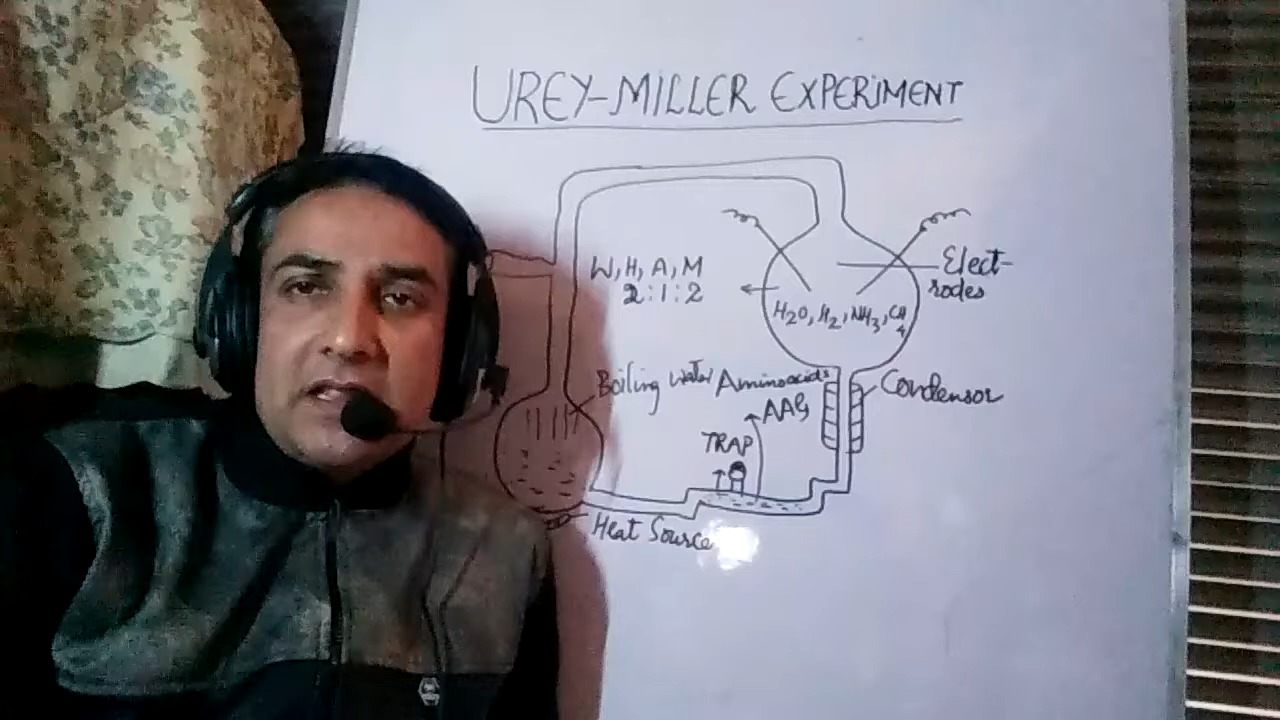 UREY-MILLER EXPERIMENT
W, H, A, M
2:1:2
Elect-
rodes
H2O, H2, NH3, CH4
Boiling Water
Aminoacids
AAs
Condensor
TRAP
Heat Source